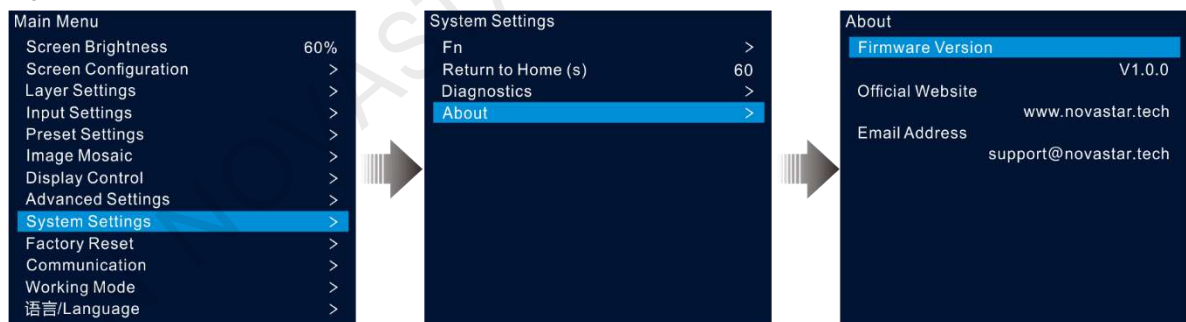 Main Menu
Screen Brightness 60%
Screen Configuration >
Layer Settings >
Input Settings >
Preset Settings >
Image Mosaic >
Display Control >
Advanced Settings >
System Settings >
Factory Reset >
Communication >
Working Mode >
语言/Language >
System Settings
Fn >
Return to Home (s) 60
Diagnostics >
About >
About
Firmware Version
V1.0.0
Official Website
www.novastar.tech
Email Address
support@novastar.tech
NOVAST